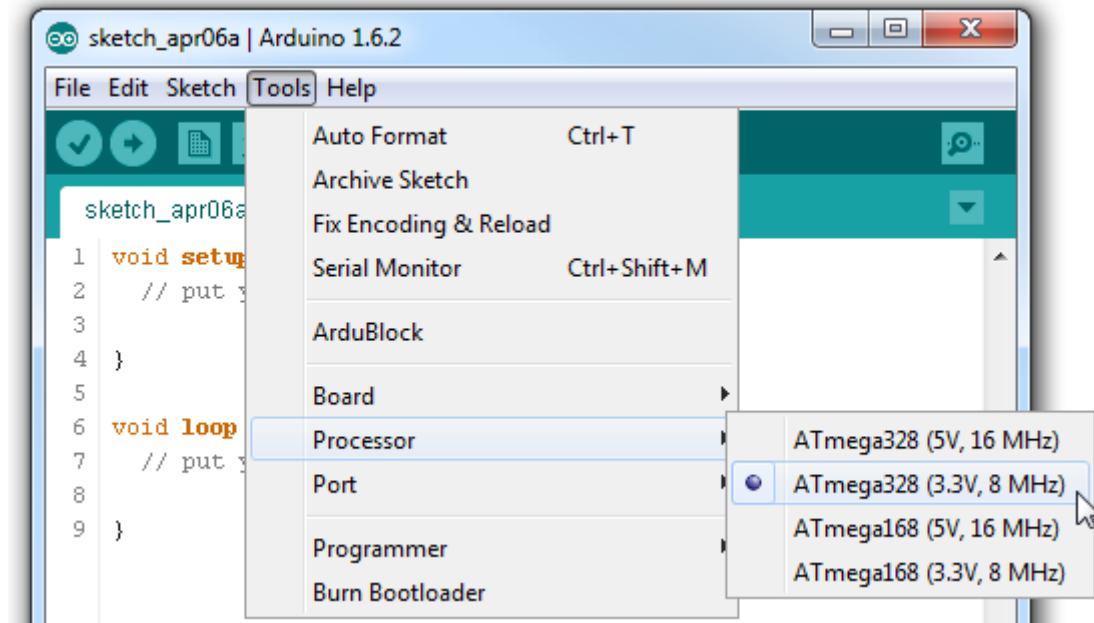 sketch_apr06a | Arduino 1.6.2
File Edit Sketch Tools Help
sketch_apr06a
1 void setup
2 // put y
3
4 }
5
6 void loop
7 // put y
8
9 }
Auto Format Ctrl+T
Archive Sketch
Fix Encoding & Reload
Serial Monitor Ctrl+Shift+M
ArduBlock
Board
Processor
Port
Programmer
Burn Bootloader
ATmega328 (5V, 16 MHz)
ATmega328 (3.3V, 8 MHz)
ATmega168 (5V, 16 MHz)
ATmega168 (3.3V, 8 MHz)